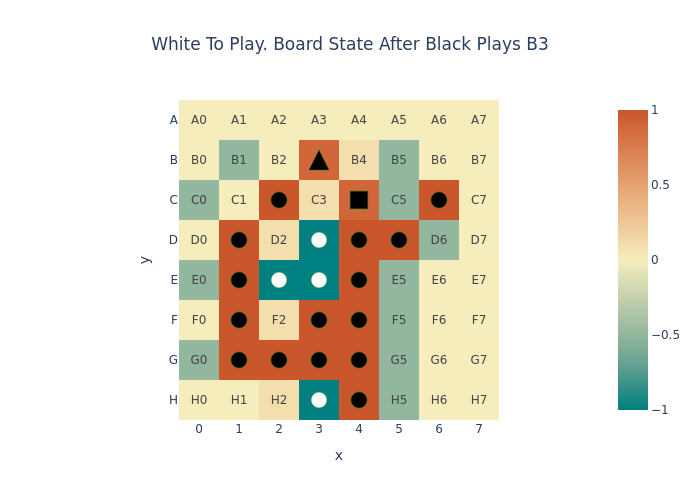 White To Play. Board State After Black Plays B3
A A0 A1 A2 A3 A4 A5 A6 A7
B B0 B1 B2 B4 B5 B6 B7
C C0 C1 C3 C5 C7
D D0 D2 D6 D7
E E0 E5 E6 E7
F F0 F2 F5 F6 F7
G G0 G5 G6 G7
H H0 H1 H2 H5 H6 H7
0 1 2 3 4 5 6 7
x
y
1
0.5
0
−0.5
−1